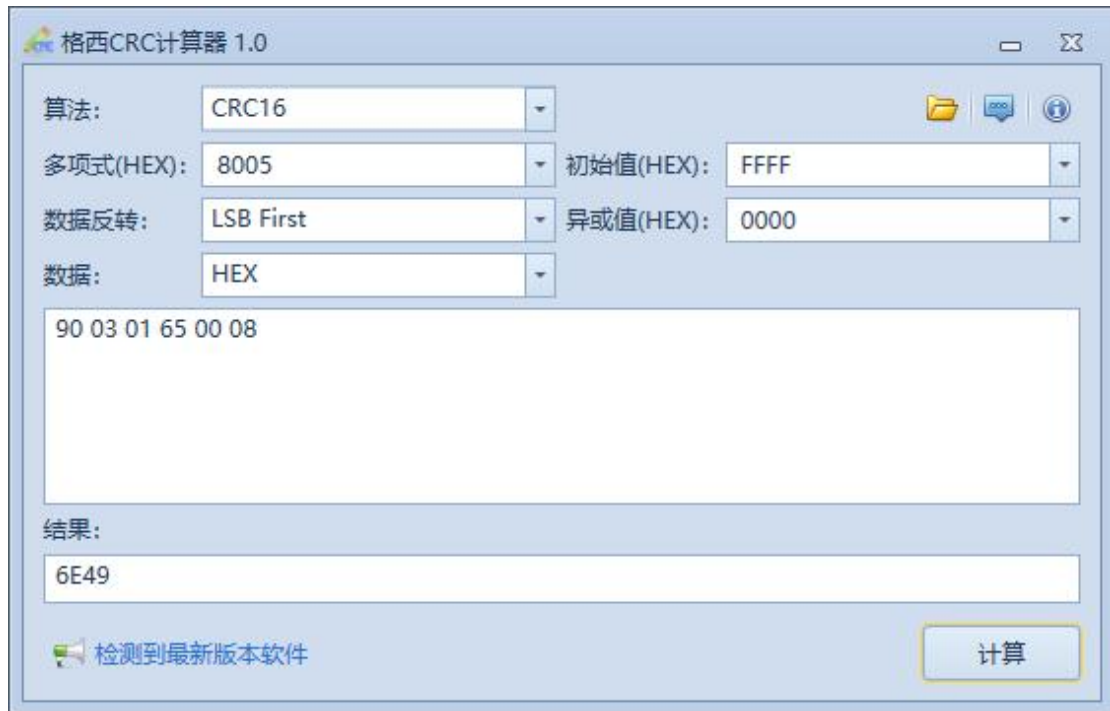 格西CRC计算器 1.0
算法: CRC16
多项式(HEX): 8005 初始值(HEX): FFFF
数据反转: LSB First 异或值(HEX): 0000
数据: HEX
90 03 01 65 00 08
结果:
6E49
检测到最新版本软件 计算